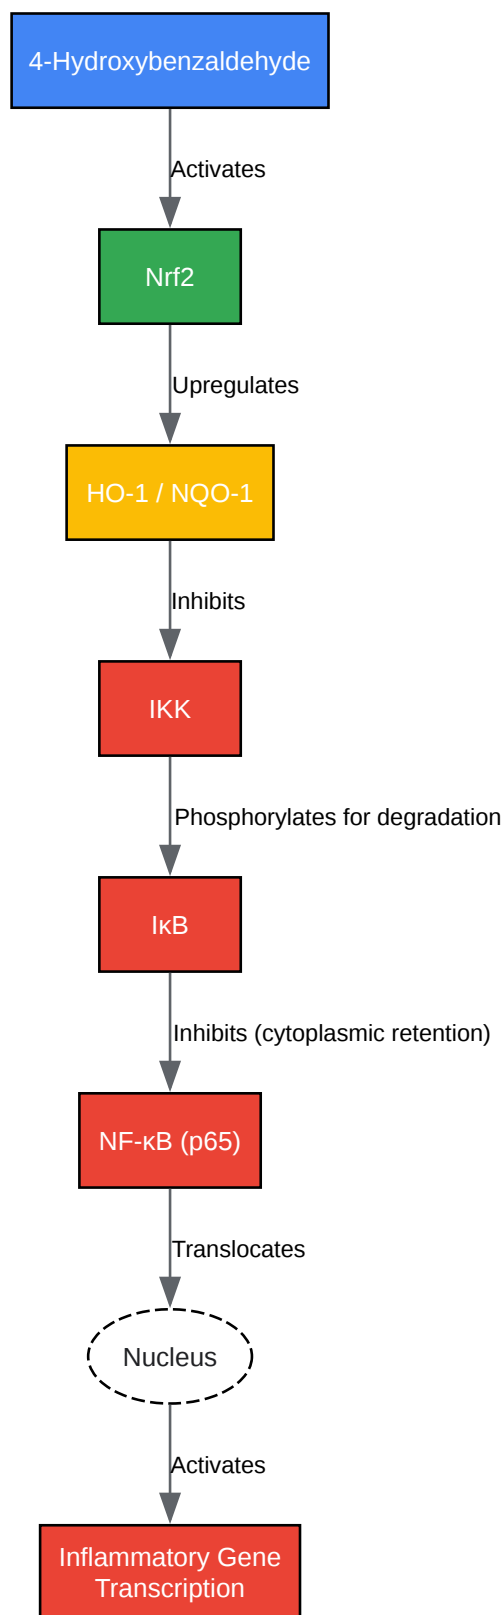 4-Hydroxybenzaldehyde
Activates
Nrf2
Upregulates
HO-1 / NQO-1
Inhibits
IKK
Phosphorylates for degradation
IκB
Inhibits (cytoplasmic retention)
NF-κB (p65)
Translocates
Nucleus
Activates
Inflammatory Gene
Transcription